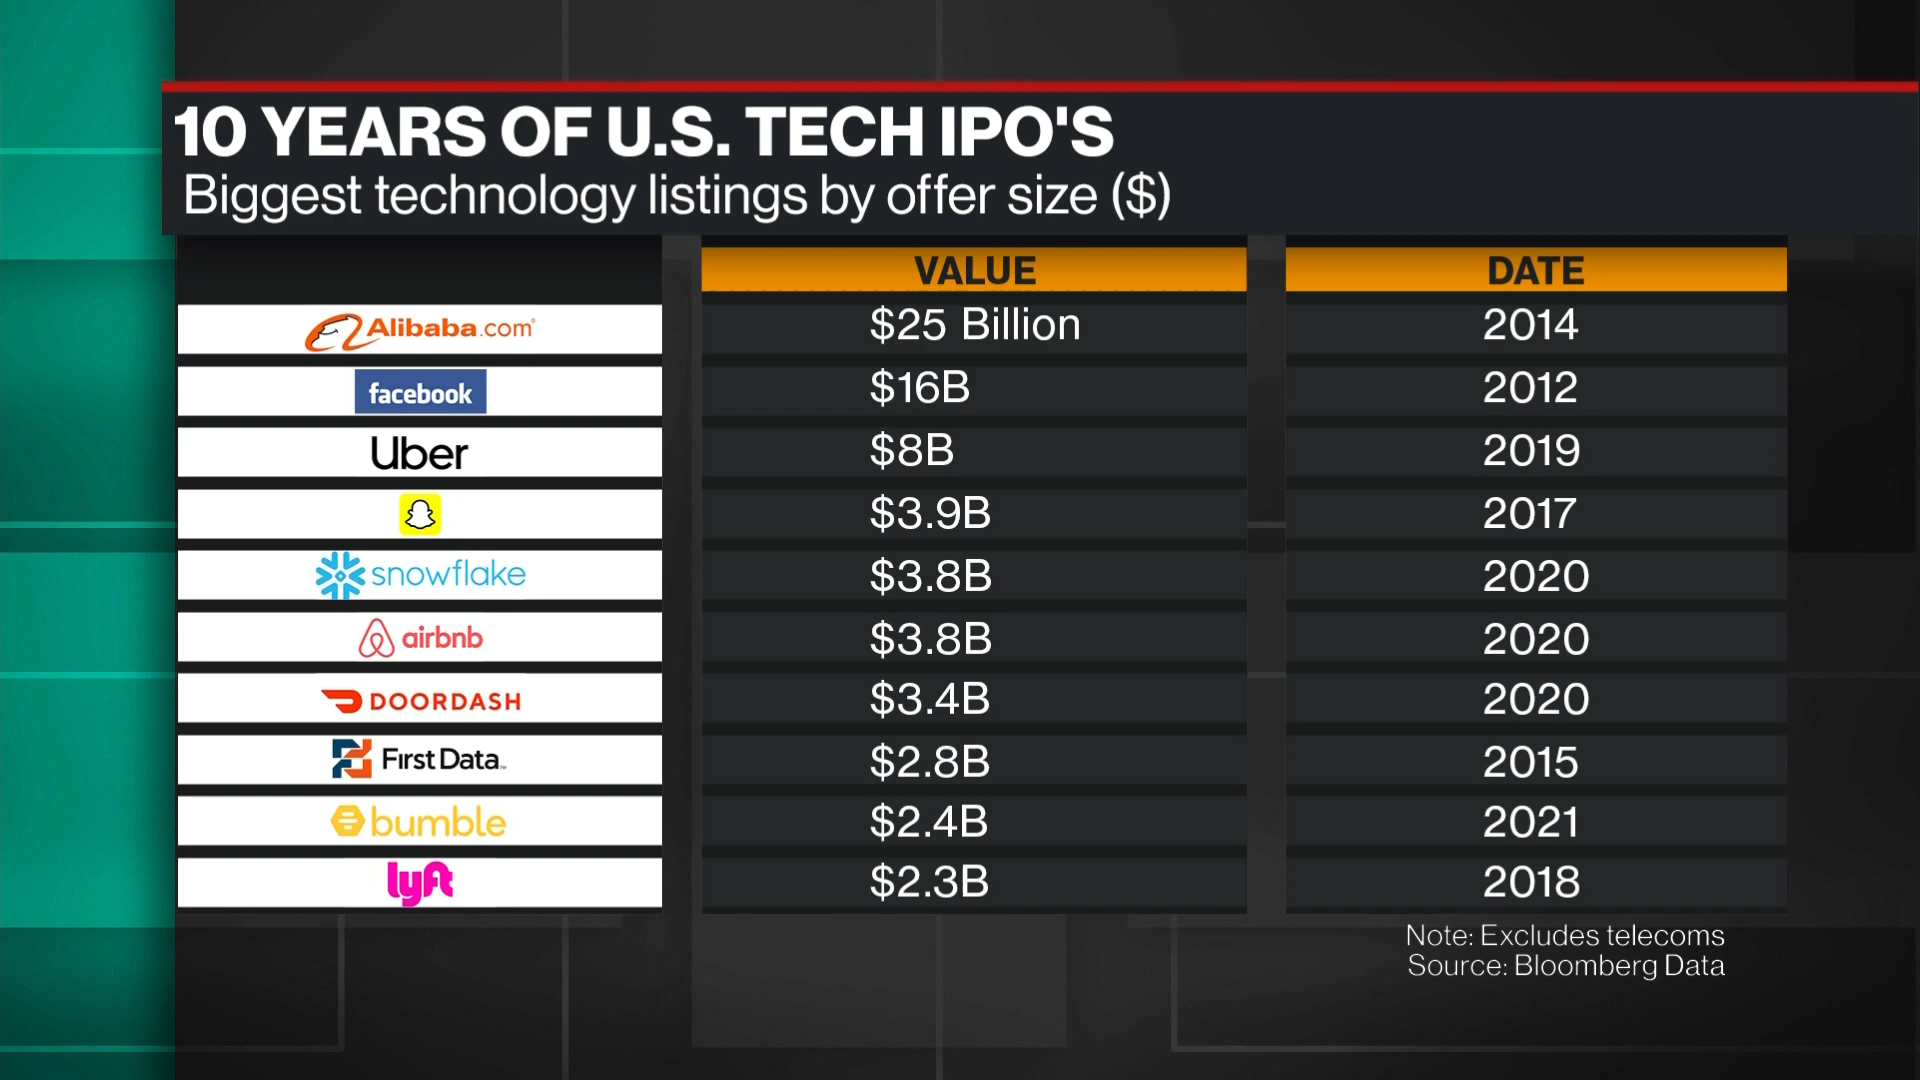 10 YEARS OF U.S. TECH IPO'S
Biggest technology listings by offer size ($)
VALUE DATE
Alibaba.com $25 Billion 2014
facebook $16B 2012
Uber $8B 2019
$3.9B 2017
snowflake $3.8B 2020
airbnb $3.8B 2020
DOORDASH $3.4B 2020
First Data $2.8B 2015
bumble $2.4B 2021
lyft $2.3B 2018
Note: Excludes telecoms
Source: Bloomberg Data